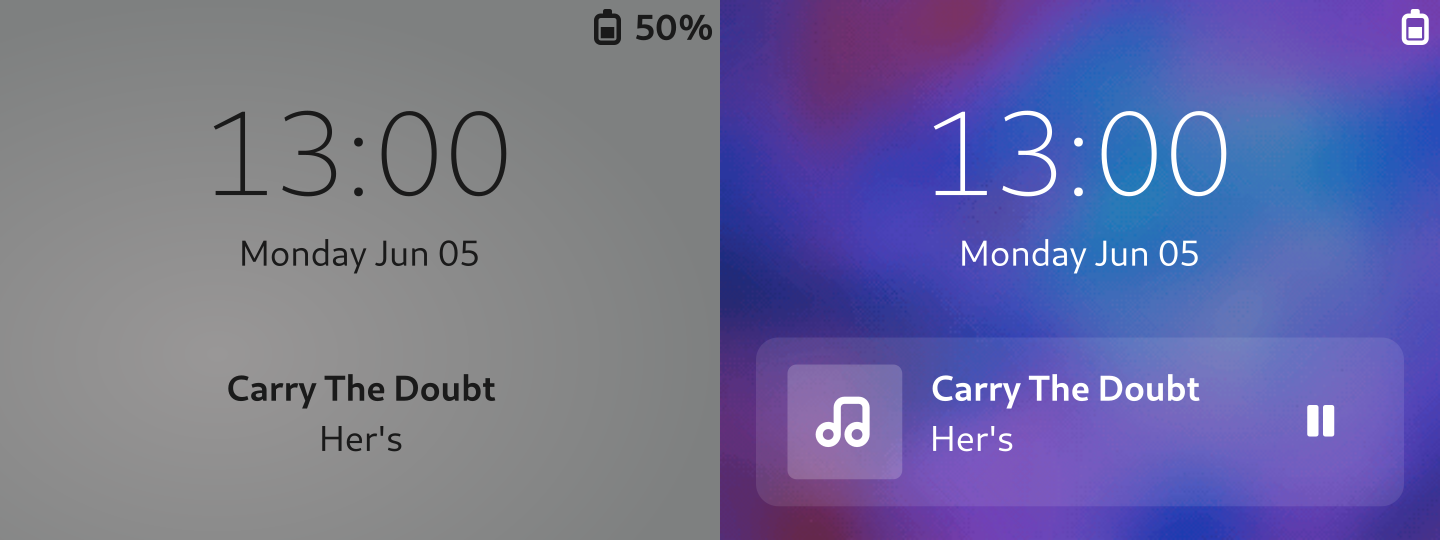 50%
13:00
Monday Jun 05
Carry The Doubt
Her's
13:00
Monday Jun 05
Carry The Doubt
Her's